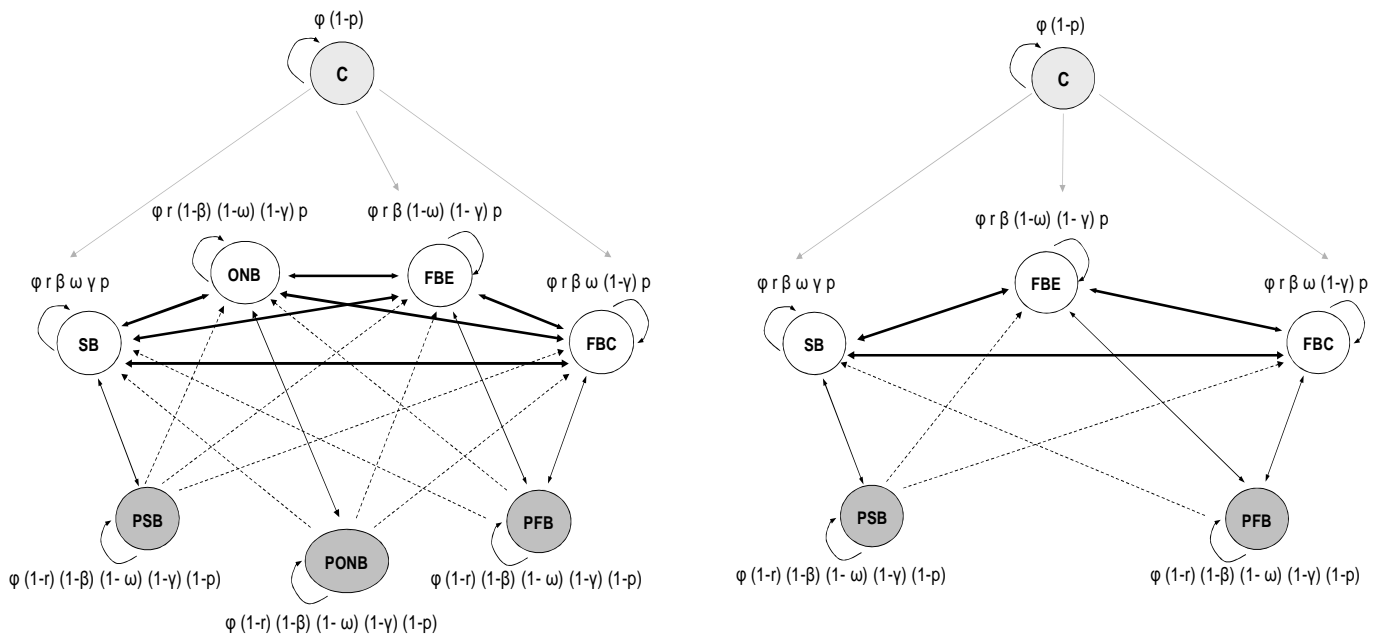 φ (1-p)
C
φ r (1-β) (1-ω) (1-γ) p
φ r β (1-ω) (1- γ) p
φ r β ω γ p
φ r β ω (1-γ) p
ONB
FBE
SB
FBC
PSB
PFB
PONB
φ (1-r) (1-β) (1- ω) (1-γ) (1-p)
φ (1-r) (1-β) (1- ω) (1-γ) (1-p)
φ (1-r) (1-β) (1- ω) (1-γ) (1-p)
φ (1-p)
C
φ r β (1-ω) (1- γ) p
φ r β ω γ p
φ r β ω (1-γ) p
FBE
SB
FBC
PSB
PFB
φ (1-r) (1-β) (1- ω) (1-γ) (1-p)
φ (1-r) (1-β) (1- ω) (1-γ) (1-p)